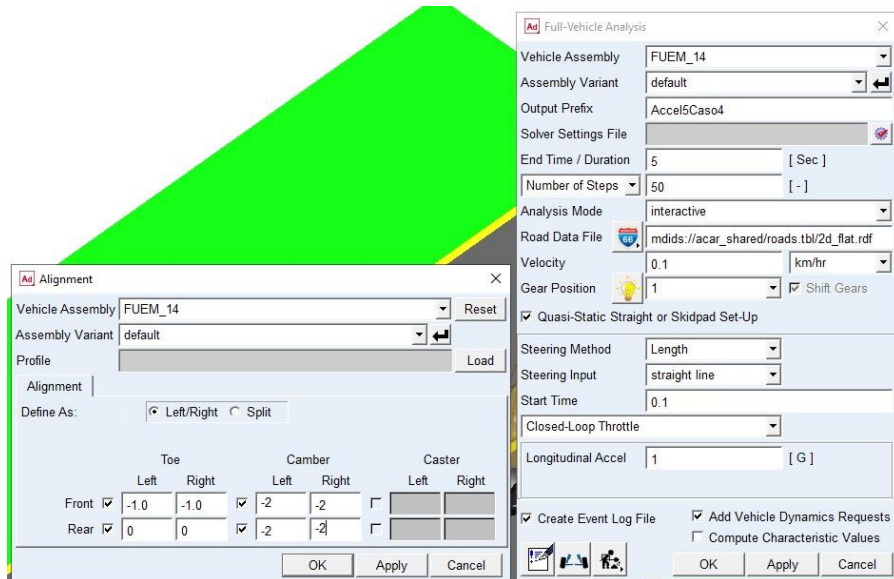 Ad Alignment
Vehicle Assembly FUEM_14 Reset
Assembly Variant default
Profile Load
Alignment
Define As: Left/Right Split
Toe Camber Caster
Left Right Left Right Left Right
Front -1.0 -1.0 -2 -2
Rear 0 0 -2 -2
OK Apply Cancel
Ad Full-Vehicle Analysis
Vehicle Assembly FUEM_14
Assembly Variant default
Output Prefix Accel5Caso4
Solver Settings File
End Time / Duration 5 [ Sec ]
Number of Steps 50 [ - ]
Analysis Mode interactive
Road Data File 66 mdids://acar_shared/roads.tbl/2d_flat.rdf
Velocity 0.1 km/hr
Gear Position 1 Shift Gears
Quasi-Static Straight or Skidpad Set-Up
Steering Method Length
Steering Input straight line
Start Time 0.1
Closed-Loop Throttle
Longitudinal Accel 1 [ G ]
Create Event Log File Add Vehicle Dynamics Requests
Compute Characteristic Values
OK Apply Cancel